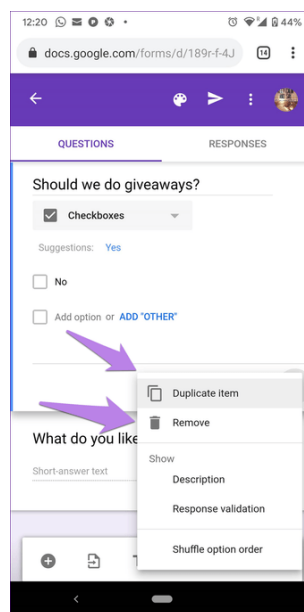 12:20
44%
docs.google.com/forms/d/189r-f-4J
14
QUESTIONS RESPONSES
Should we do giveaways?
Checkboxes
Suggestions: Yes
No
Add option or ADD "OTHER"
Duplicate item
Remove
What do you like
Show
Short-answer text
Description
Response validation
Shuffle option order